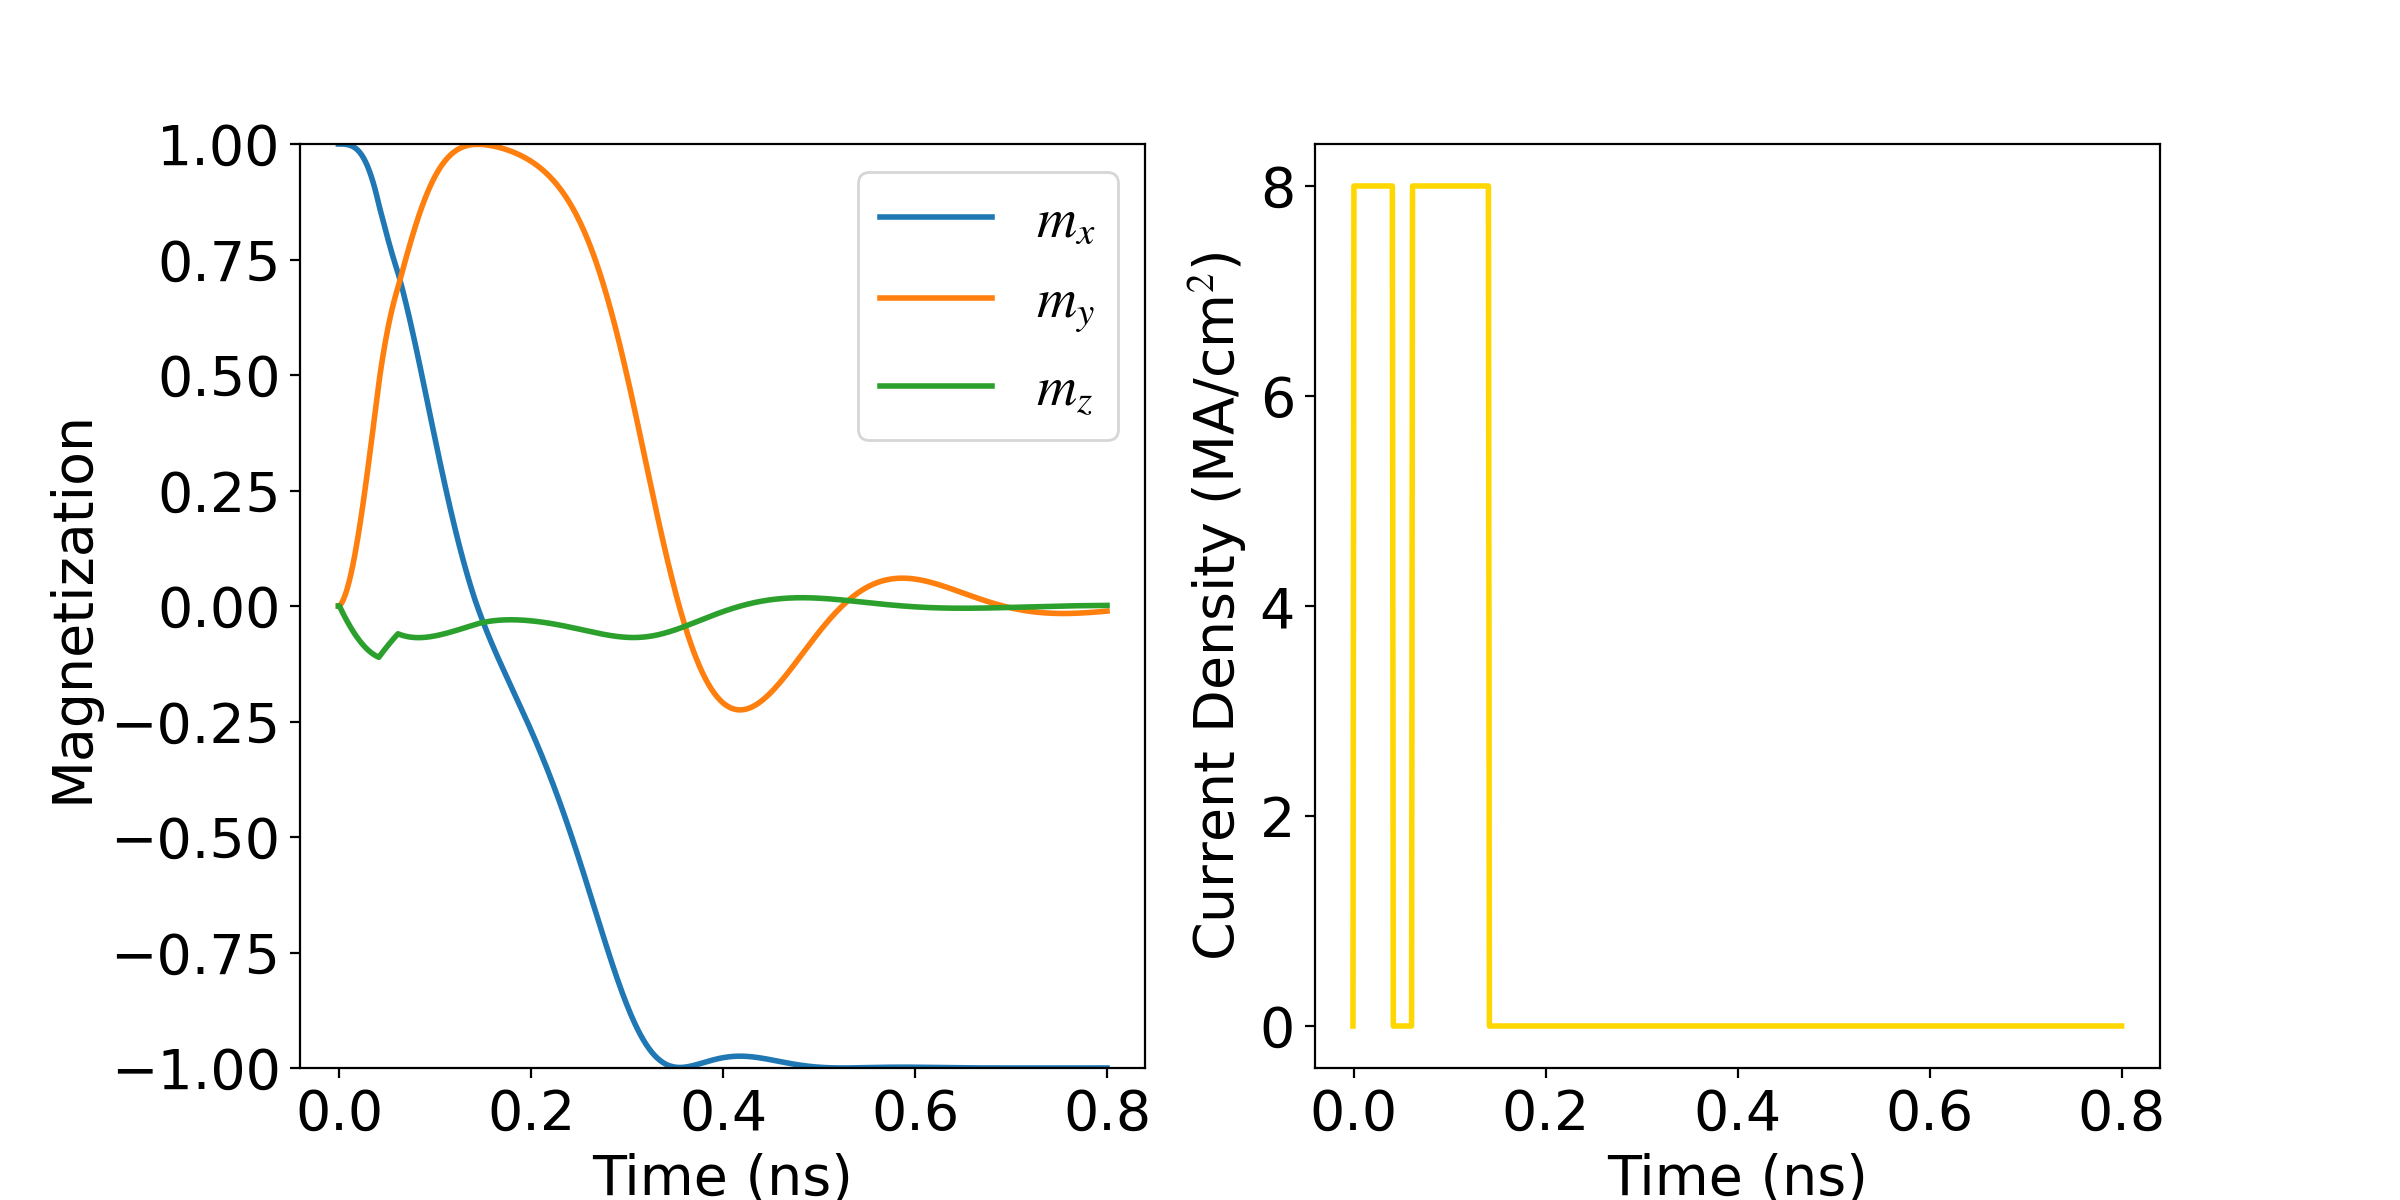 1.00
0.75
0.50
0.25
0.00
−0.25
−0.50
−0.75
−1.00
Magnetization
0.0 0.2 0.4 0.6 0.8
Time (ns)
m_x
m_y
m_z
8
6
4
2
0
Current Density (MA/cm²)
0.0 0.2 0.4 0.6 0.8
Time (ns)